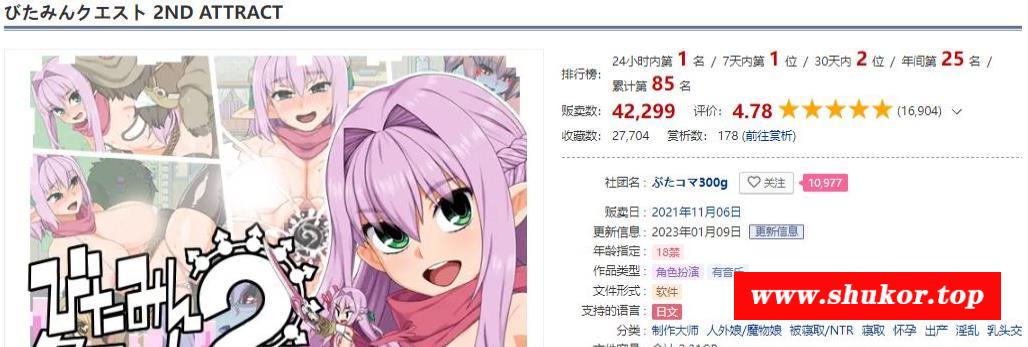 びたみんクエスト 2ND ATTRACT
排行榜: 24小时内第 1 名 / 7天内第 1 位 / 30天内 2 位 / 年间第 25 名 /
累计第 85 名
贩卖数: 42,299 评价: 4.78 ★★★★★ (16,904)
收藏数: 27,704 赏析数: 178 (前往赏析)
社团名 : ぶたコマ300g 关注 10,977
贩卖日 : 2021年11月06日
更新信息 : 2023年01月09日 更新信息
年龄指定 : 18禁
作品类型 : 角色扮演 有音乐
文件形式 : 软件
支持的语言 : 日文
分类 : 制作大师 人外娘/魔物娘 被寝取/NTR 寝取 怀孕 出产 淫乱 乳头交
びたみん
2
www.shukor.top